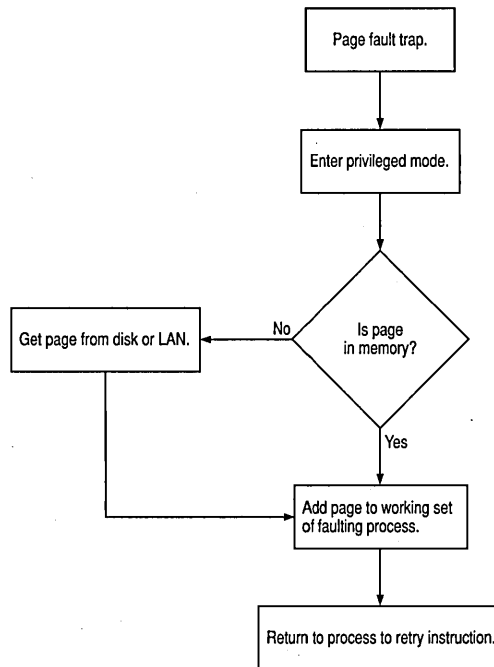 Page fault trap.
Enter privileged mode.
Is page
in memory?
No
Get page from disk or LAN.
Yes
Add page to working set
of faulting process.
Return to process to retry instruction.